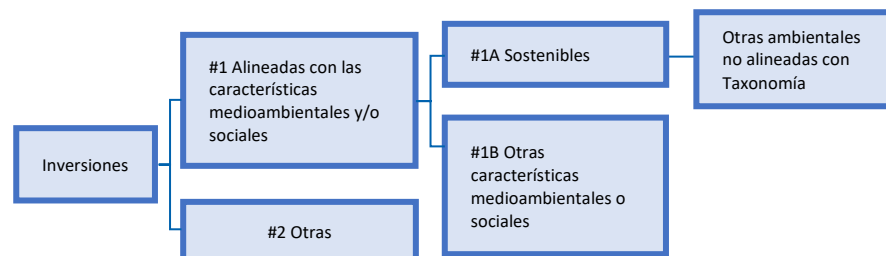 Inversiones
#1 Alineadas con las
características
medioambientales y/o
sociales
#2 Otras
#1A Sostenibles
#1B Otras
características
medioambientales o
sociales
Otras ambientales
no alineadas con
Taxonomía